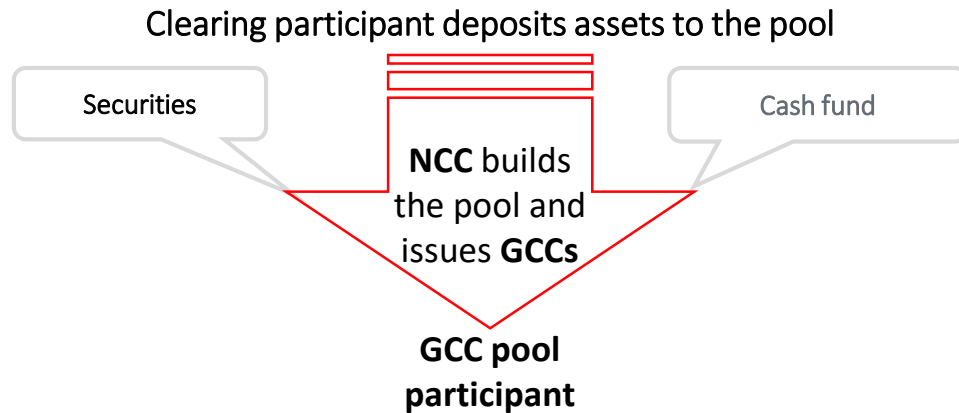 Clearing participant deposits assets to the pool
Securities
Cash fund
NCC builds
the pool and
issues GCCs
GCC pool
participant